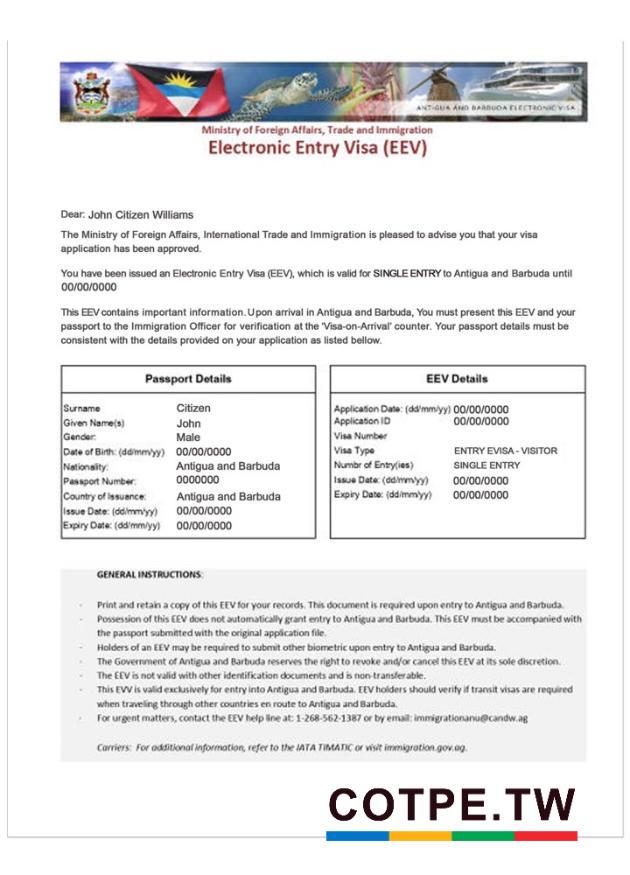 ANTIGUA AND BARBUDA ELECTRONIC VISA
Ministry of Foreign Affairs, Trade and Immigration
Electronic Entry Visa (EEV)
Dear: John Citizen Williams
The Ministry of Foreign Affairs, International Trade and Immigration is pleased to advise you that your visa
application has been approved.
You have been issued an Electronic Entry Visa (EEV), which is valid for SINGLE ENTRY to Antigua and Barbuda until
00/00/0000
This EEV contains important information. Upon arrival in Antigua and Barbuda, You must present this EEV and your
passport to the Immigration Officer for verification at the 'Visa-on-Arrival' counter. Your passport details must be
consistent with the details provided on your application as listed bellow.
Passport Details
Surname Citizen
Given Name(s) John
Gender: Male
Date of Birth: (dd/mm/yy) 00/00/0000
Nationality: Antigua and Barbuda
Passport Number: 0000000
Country of Issuance: Antigua and Barbuda
Issue Date: (dd/mm/yy) 00/00/0000
Expiry Date: (dd/mm/yy) 00/00/0000
EEV Details
Application Date: (dd/mm/yy) 00/00/0000
Application ID 00/00/0000
Visa Number
Visa Type ENTRY EVISA - VISITOR
Numbr of Entry(ies) SINGLE ENTRY
Issue Date: (dd/mm/yy) 00/00/0000
Expiry Date: (dd/mm/yy) 00/00/0000
GENERAL INSTRUCTIONS:
· Print and retain a copy of this EEV for your records. This document is required upon entry to Antigua and Barbuda.
· Possession of this EEV does not automatically grant entry to Antigua and Barbuda. This EEV must be accompanied with
the passport submitted with the original application file.
· Holders of an EEV may be required to submit other biometric upon entry to Antigua and Barbuda.
· The Government of Antigua and Barbuda reserves the right to revoke and/or cancel this EEV at its sole discretion.
· The EEV is not valid with other identification documents and is non-transferable.
· This EVV is valid exclusively for entry into Antigua and Barbuda. EEV holders should verify if transit visas are required
when traveling through other countries en route to Antigua and Barbuda.
· For urgent matters, contact the EEV help line at: 1-268-562-1387 or by email: immigrationanu@candw.ag
Carriers: For additional information, refer to the IATA TIMATIC or visit immigration.gov.ag.
COTPE.TW